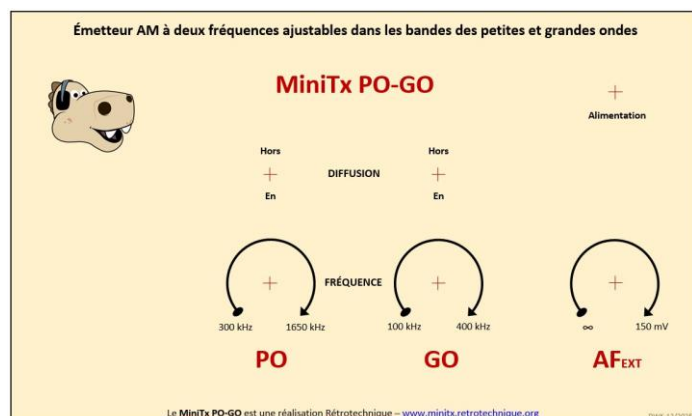 Émetteur AM à deux fréquences ajustables dans les bandes des petites et grandes ondes
MiniTx PO-GO
Alimentation
Hors Hors
DIFFUSION
En En
FRÉQUENCE
300 kHz 1650 kHz 100 kHz 400 kHz ∞ 150 mV
PO GO AFEXT
Le MiniTx PO-GO est une réalisation Rétrotechnique – www.minitx.retrotechnique.org